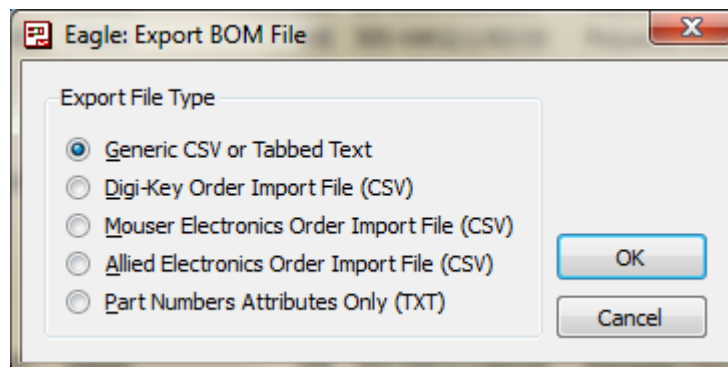 Eagle: Export BOM File
Export File Type
Generic CSV or Tabbed Text
Digi-Key Order Import File (CSV)
Mouser Electronics Order Import File (CSV)
Allied Electronics Order Import File (CSV)
Part Numbers Attributes Only (TXT)
OK
Cancel